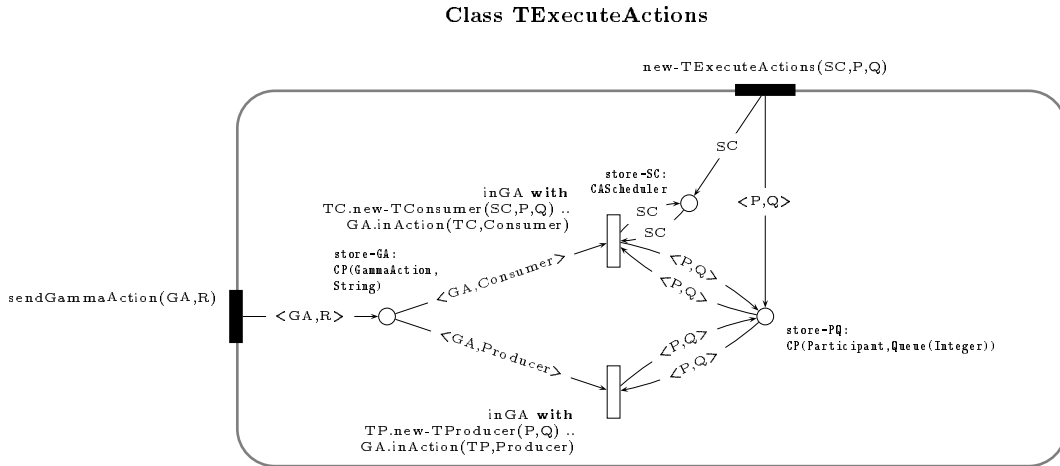 Class TExecuteActions
new-TExecuteActions(SC,P,Q)
SC
store-SC:
CAScheduler
inGA with
TC.new-TConsumer(SC,P,Q) ..
GA.inAction(TC,Consumer)
SC
SC
<P,Q>
store-GA:
CP(GammaAction,
String)
<GA,Consumer>
<P,Q>
<P,Q>
sendGammaAction(GA,R)
<GA,R>
<GA,Producer>
<P,Q>
<P,Q>
store-PQ:
CP(Participant,Queue(Integer))
inGA with
TP.new-TProducer(P,Q) ..
GA.inAction(TP,Producer)